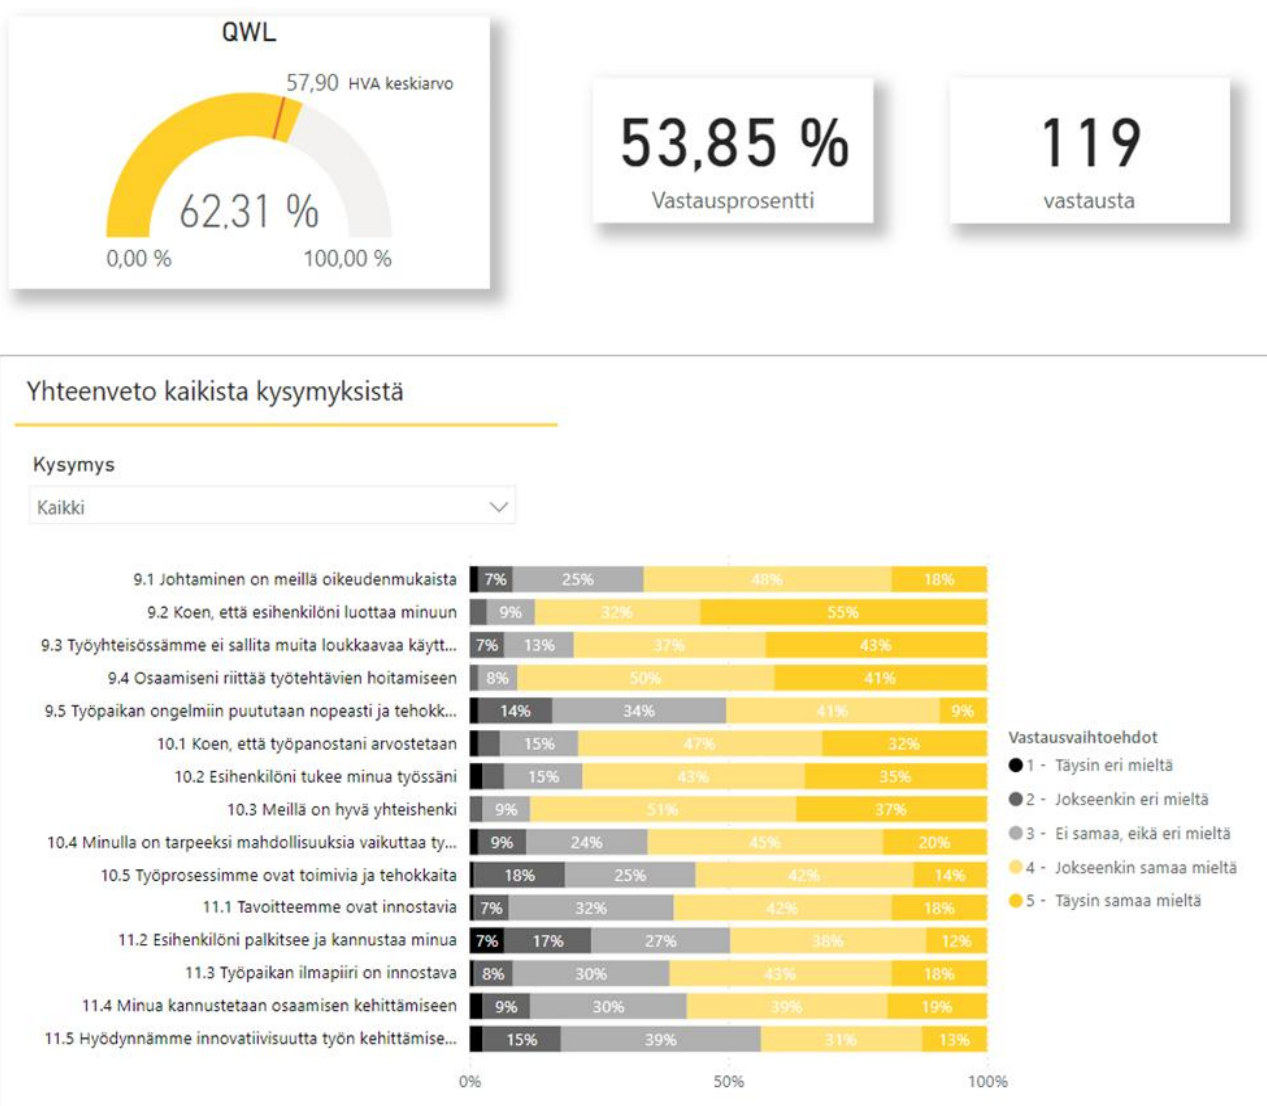 QWL
57,90 HVA keskiarvo
62,31 %
0,00 %
100,00 %
53,85 %
Vastausprosentti
119
vastausta
Yhteenveto kaikista kysymyksistä
Kysymys
Kaikki
9.1 Johtaminen on meillä oikeudenmukaista 7% 25% 48% 18%
9.2 Koen, että esihenkilöni luottaa minuun 9% 32% 55%
9.3 Työyhteisössämme ei sallita muita loukkaavaa käytt... 7% 13% 37% 43%
9.4 Osaamiseni riittää työtehtävien hoitamiseen 8% 50% 41%
9.5 Työpaikan ongelmiin puututaan nopeasti ja tehokk... 14% 34% 41% 9%
10.1 Koen, että työpanostani arvostetaan 15% 47% 32%
10.2 Esihenkilöni tukee minua työssäni 15% 43% 35%
10.3 Meillä on hyvä yhteishenki 9% 51% 37%
10.4 Minulla on tarpeeksi mahdollisuuksia vaikuttaa ty... 9% 24% 45% 20%
10.5 Työprosessimme ovat toimivia ja tehokkaita 18% 25% 42% 14%
11.1 Tavoitteemme ovat innostavia 7% 32% 42% 18%
11.2 Esihenkilöni palkitsee ja kannustaa minua 7% 17% 27% 38% 12%
11.3 Työpaikan ilmapiiri on innostava 8% 30% 43% 18%
11.4 Minua kannustetaan osaamisen kehittämiseen 9% 30% 39% 19%
11.5 Hyödynnämme innovatiivisuutta työn kehittämise... 15% 39% 31% 13%
0% 50% 100%
Vastausvaihtoehdot
1 - Täysin eri mieltä
2 - Jokseenkin eri mieltä
3 - Ei samaa, eikä eri mieltä
4 - Jokseenkin samaa mieltä
5 - Täysin samaa mieltä